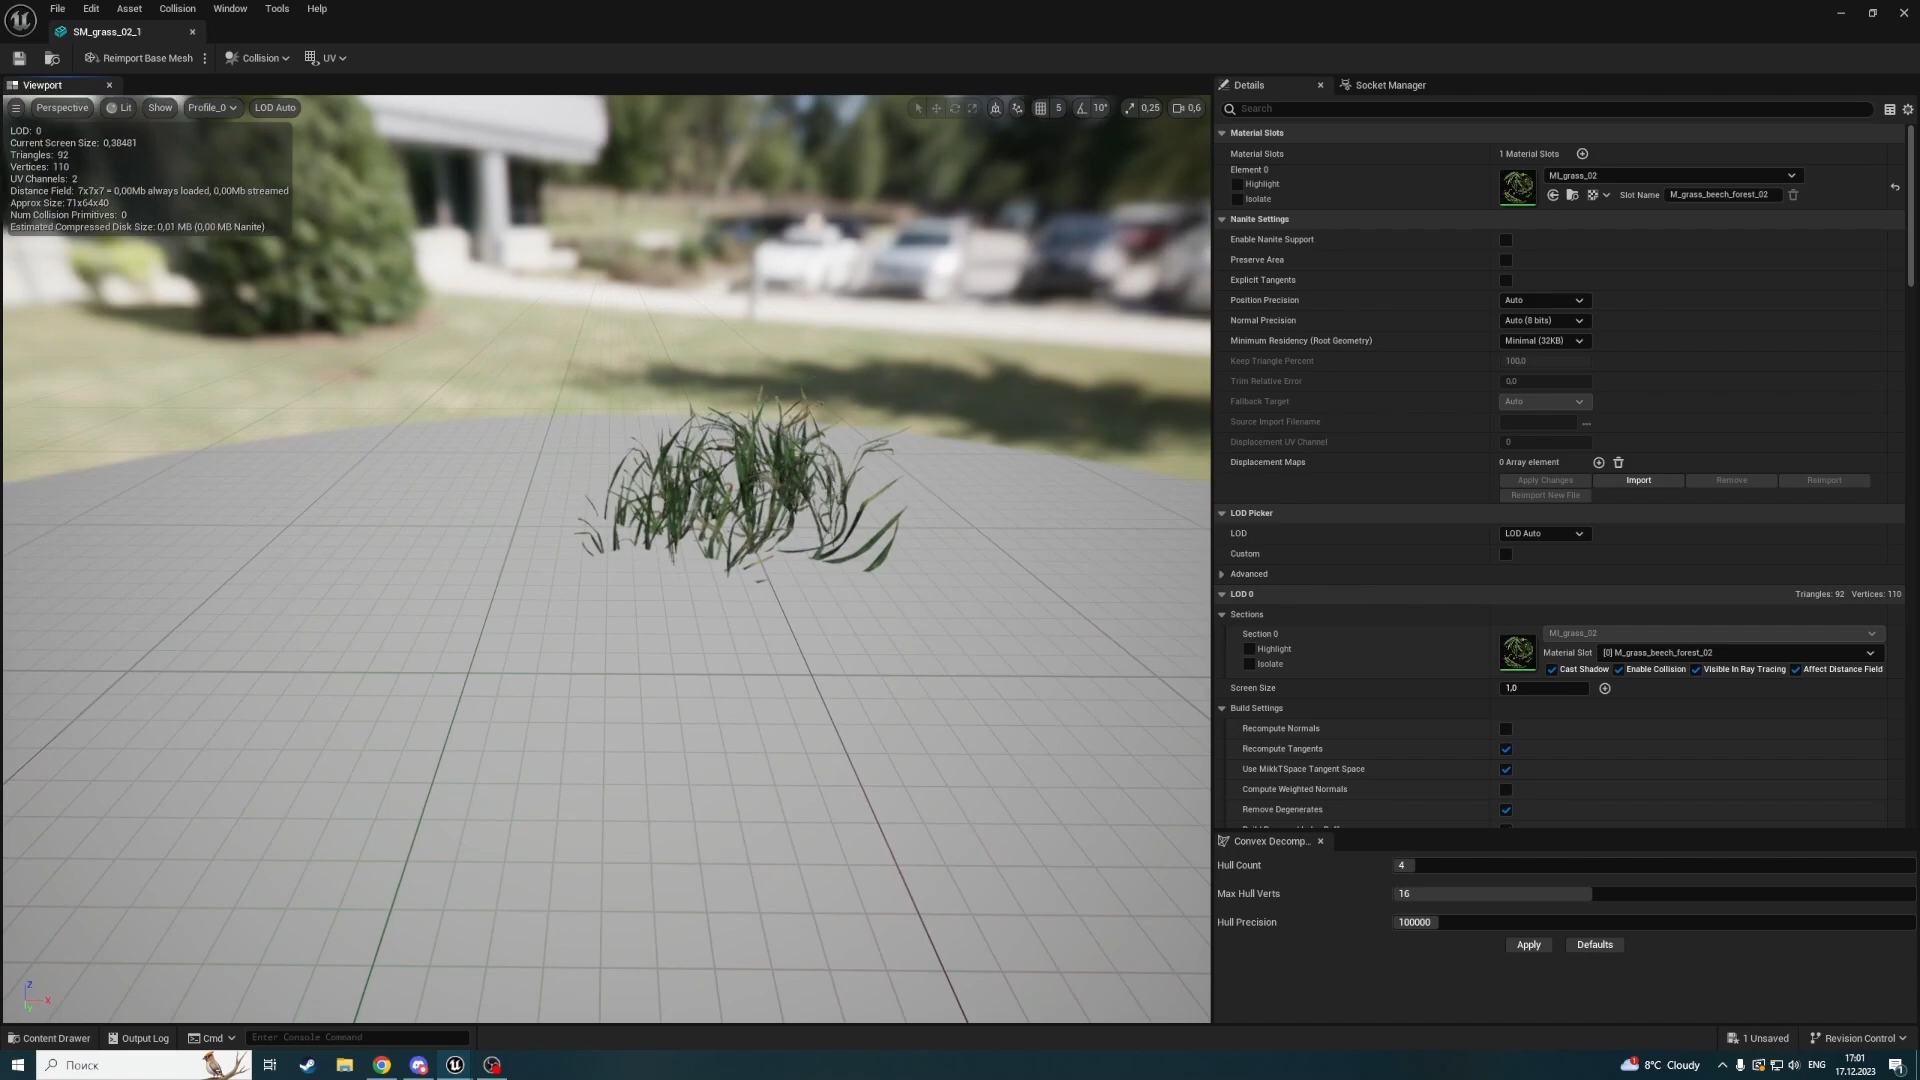 File Edit Asset Collision Window Tools Help
SM_grass_02_1
Reimport Base Mesh Collision UV
Viewport
Perspective Lit Show Profile_0 LOD Auto 5 10° 0,25 0,6
LOD: 0
Current Screen Size: 0,38481
Triangles: 92
Vertices: 110
UV Channels: 2
Distance Field: 7x7x7 = 0,00Mb always loaded, 0,00Mb streamed
Approx Size: 71x64x40
Num Collision Primitives: 0
Estimated Compressed Disk Size: 0,01 MB (0,00 MB Nanite)
Z
X
Y
Details Socket Manager
Search
Material Slots
Material Slots 1 Material Slots
Element 0 MI_grass_02
Highlight
Isolate Slot Name M_grass_beech_forest_02
Nanite Settings
Enable Nanite Support
Preserve Area
Explicit Tangents
Position Precision Auto
Normal Precision Auto (8 bits)
Minimum Residency (Root Geometry) Minimal (32KB)
Keep Triangle Percent 100,0
Trim Relative Error 0,0
Fallback Target Auto
Source Import Filename ...
Displacement UV Channel 0
Displacement Maps 0 Array element
Apply Changes Import Remove Reimport
Reimport New File
LOD Picker
LOD LOD Auto
Custom
Advanced
LOD 0 Triangles: 92 Vertices: 110
Sections
Section 0 MI_grass_02
Highlight Material Slot [0] M_grass_beech_forest_02
Isolate Cast Shadow Enable Collision Visible In Ray Tracing Affect Distance Field
Screen Size 1,0
Build Settings
Recompute Normals
Recompute Tangents
Use MikkTSpace Tangent Space
Compute Weighted Normals
Remove Degenerates
Convex Decomp...
Hull Count 4
Max Hull Verts 16
Hull Precision 100000
Apply Defaults
Content Drawer Output Log Cmd Enter Console Command 1 Unsaved Revision Control
Поиск 8°C Cloudy ENG 17:01
17.12.2023